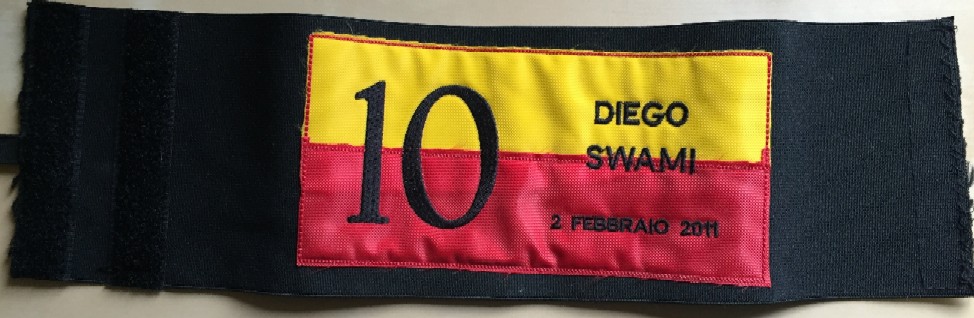 10
DIEGO
SWAMI
2 FEBBRAIO 2011